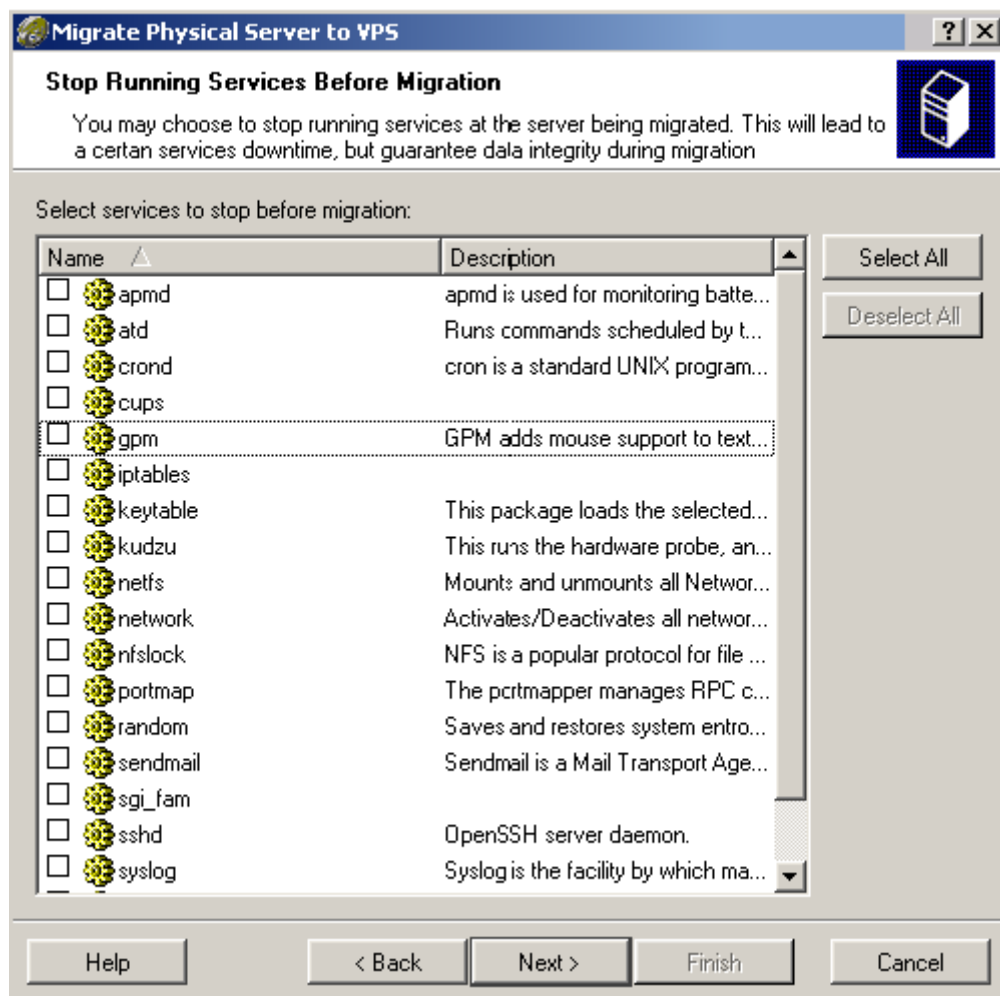 Migrate Physical Server to VPS
Stop Running Services Before Migration
You may choose to stop running services at the server being migrated. This will lead to
a certan services downtime, but guarantee data integrity during migration
Select services to stop before migration:
Name Description
Select All
Deselect All
apmd apmd is used for monitoring batte...
atd Runs commands scheduled by t...
crond cron is a standard UNIX program...
cups
gpm GPM adds mouse support to text...
iptables
keytable This package loads the selected...
kudzu This runs the hardware probe, an...
netfs Mounts and unmounts all Networ...
network Activates/Deactivates all networ...
nfslock NFS is a popular protocol for file ...
portmap The portmapper manages RPC c...
random Saves and restores system entro...
sendmail Sendmail is a Mail Transport Age...
sgi_fam
sshd OpenSSH server daemon.
syslog Syslog is the facility by which ma...
Help < Back Next > Finish Cancel